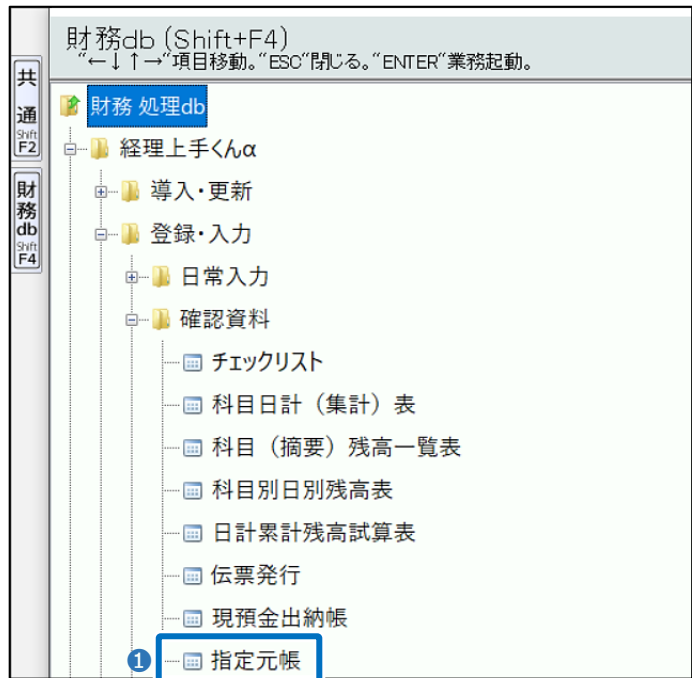 財務db (Shift+F4)
"←↓↑→"項目移動。"ESC"閉じる。"ENTER"業務起動。
共通
Shift
F2
財務db
Shift
F4
財務 処理db
経理上手くんα
導入・更新
登録・入力
日常入力
確認資料
チェックリスト
科目日計（集計）表
科目（摘要）残高一覧表
科目別日別残高表
日計累計残高試算表
伝票発行
現預金出納帳
1 指定元帳